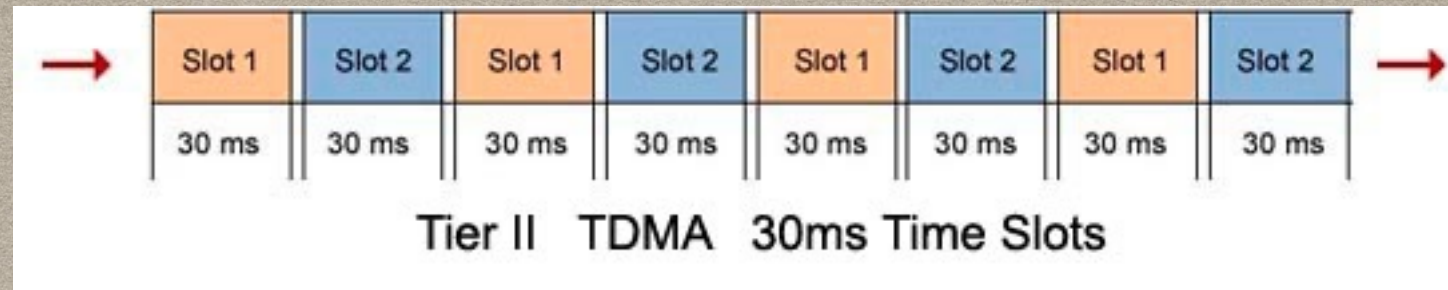 Slot 1 Slot 2 Slot 1 Slot 2 Slot 1 Slot 2 Slot 1 Slot 2
30 ms 30 ms 30 ms 30 ms 30 ms 30 ms 30 ms 30 ms
Tier II TDMA 30ms Time Slots